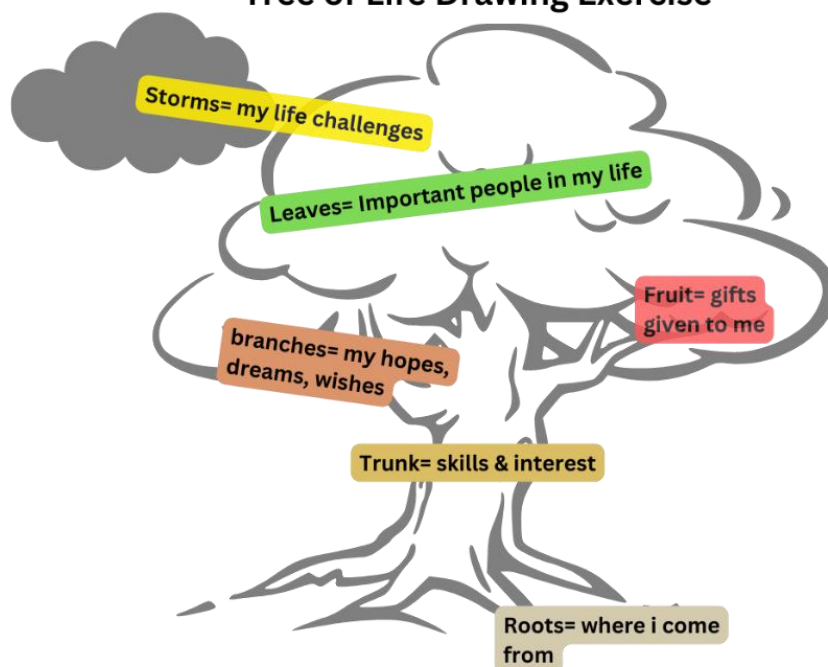 Tree of Life Drawing Exercise
Storms= my life challenges
Leaves= Important people in my life
Fruit= gifts
given to me
branches= my hopes,
dreams, wishes
Trunk= skills & interest
Roots= where i come
from